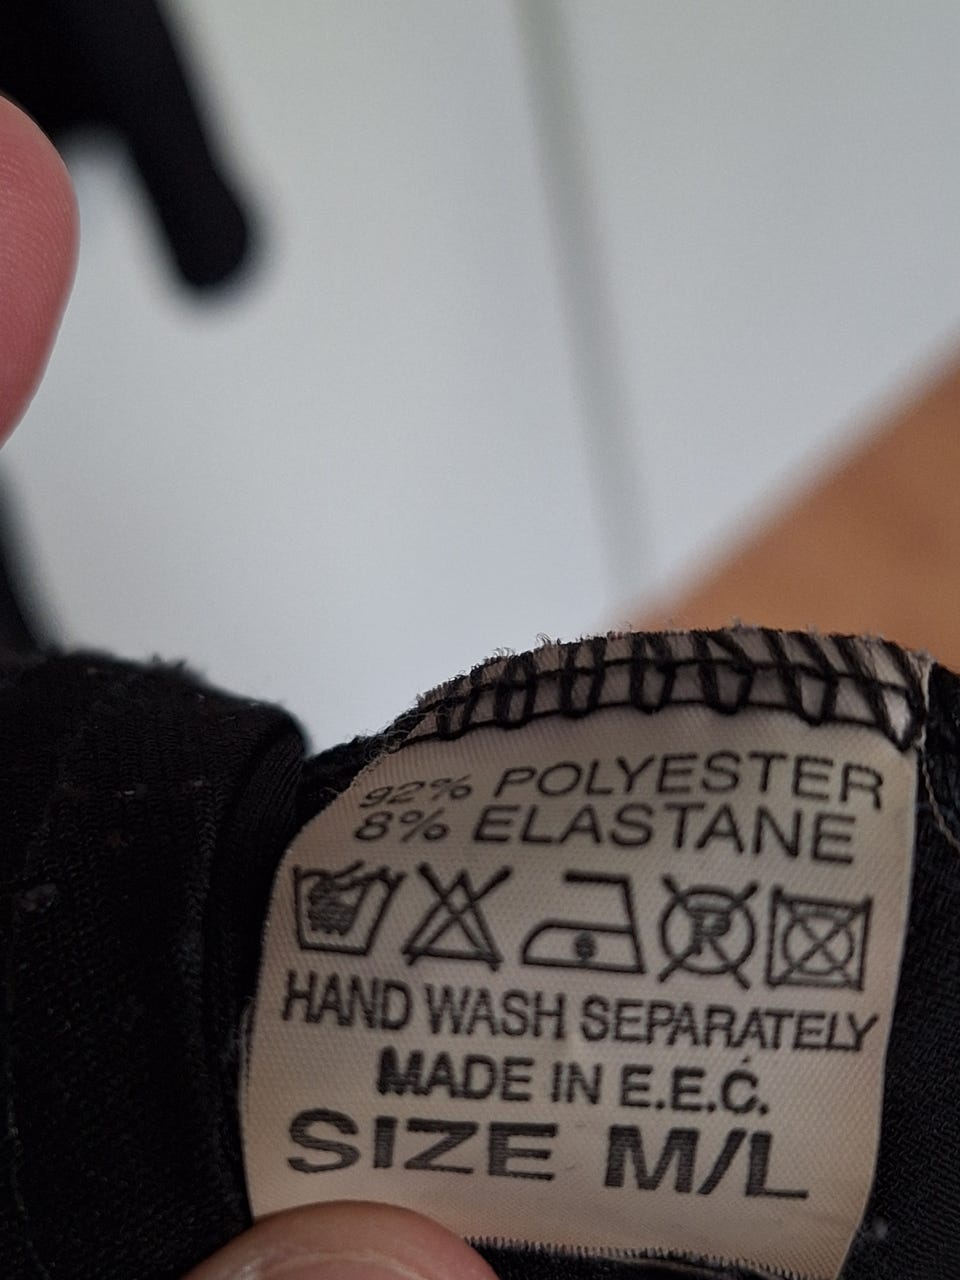 92% POLYESTER
8% ELASTANE
HAND WASH SEPARATELY
MADE IN E.E.C.
SIZE M/L